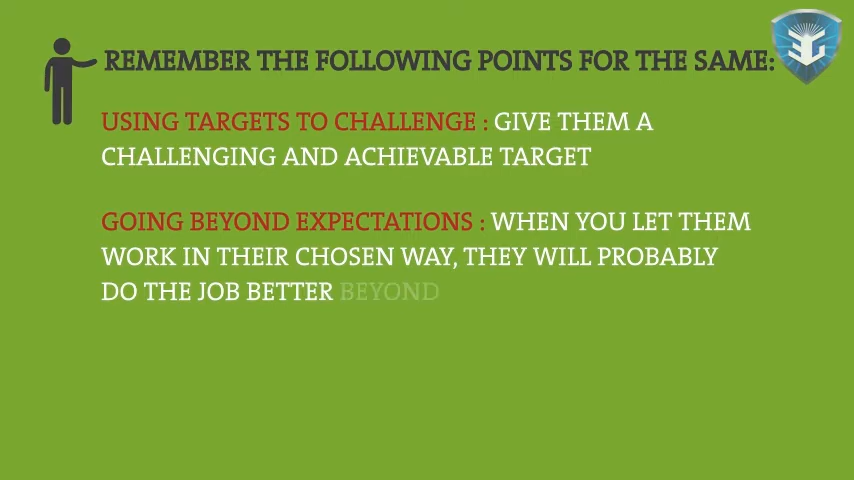 REMEMBER THE FOLLOWING POINTS FOR THE SAME:
USING TARGETS TO CHALLENGE : GIVE THEM A
CHALLENGING AND ACHIEVABLE TARGET
GOING BEYOND EXPECTATIONS : WHEN YOU LET THEM
WORK IN THEIR CHOSEN WAY, THEY WILL PROBABLY
DO THE JOB BETTER BEYOND